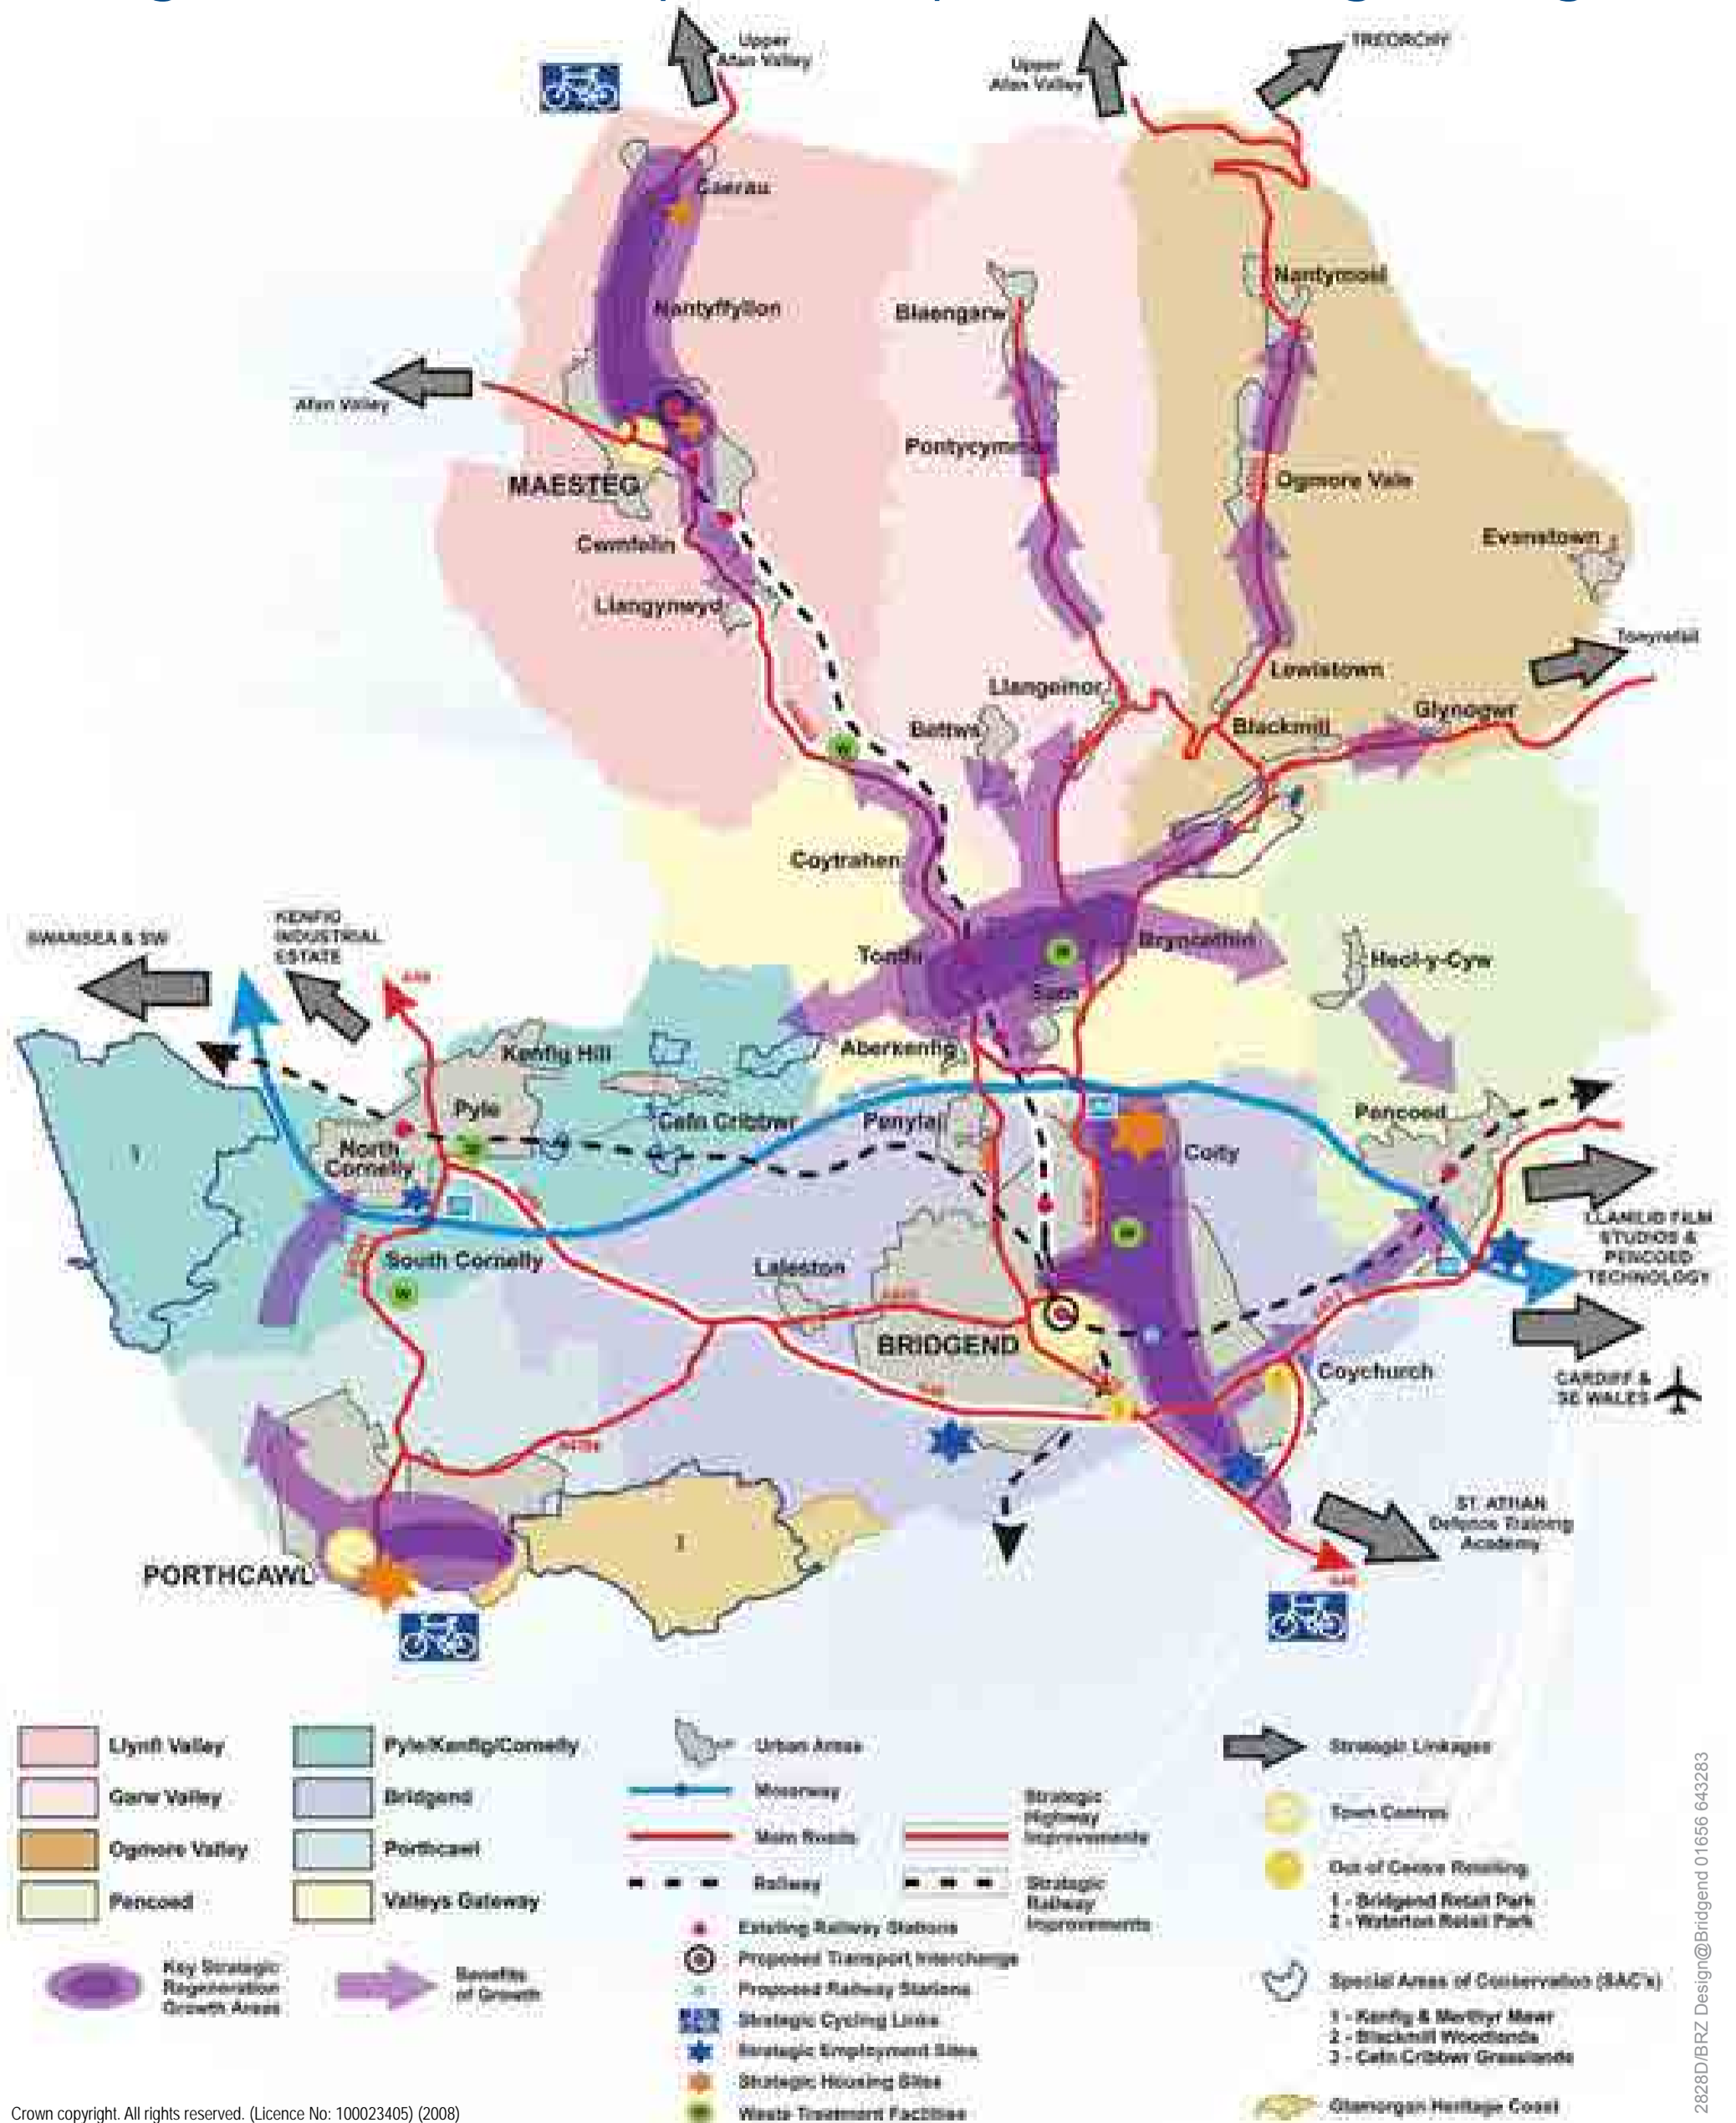 Upper
Afan Valley
Upper
Afan Valley
TREORCHY
Caerau
Nantyffyllon
Blaengarw
Nantymoel
Afan Valley
Pontycymmer
Ogmore Vale
MAESTEG
Cwmfelin
Evanstown
Llangynwyd
Tonyrefail
Lewistown
Llangeinor
Glynogwr
Bettws
Blackmill
W
Coytrahen
KENFIG
INDUSTRIAL
ESTATE
SWANSEA & SW
Tondu
W
Bryncethin
Heol-y-Cyw
Sarn
A48
Kenfig Hill
Aberkenfig
Pyle
Cefn Cribbwr
Penyfai
Pencoed
1
North
Cornelly
W
Coity
W
LLANILID FILM
STUDIOS &
PENCOED
TECHNOLOGY
South Cornelly
Laleston
W
A473
BRIDGEND
Coychurch
CARDIFF &
SE WALES
A48
ST. ATHAN
Defence Training
Academy
1
PORTHCAWL
A48
Llynfi Valley
Garw Valley
Ogmore Valley
Pencoed
Pyle/Kenfig/Cornelly
Bridgend
Porthcawl
Valleys Gateway
Key Strategic
Regeneration
Growth Areas
Benefits
of Growth
Urban Areas
Motorway
Main Roads
Railway
Strategic
Highway
Improvements
Strategic
Railway
Improvements
Existing Railway Stations
Proposed Transport Interchange
Proposed Railway Stations
Strategic Cycling Links
Strategic Employment Sites
Strategic Housing Sites
W
Waste Treatment Facilities
Strategic Linkages
Town Centres
Out of Centre Retailing
1 - Bridgend Retail Park
2 - Waterton Retail Park
Special Areas of Conservation (SAC's)
1 - Kenfig & Merthyr Mawr
2 - Blackmill Woodlands
3 - Cefn Cribbwr Grasslands
Glamorgan Heritage Coast
2828D/BRZ Design@Bridgend 01656 643283
Crown copyright. All rights reserved. (Licence No: 100023405) (2008)